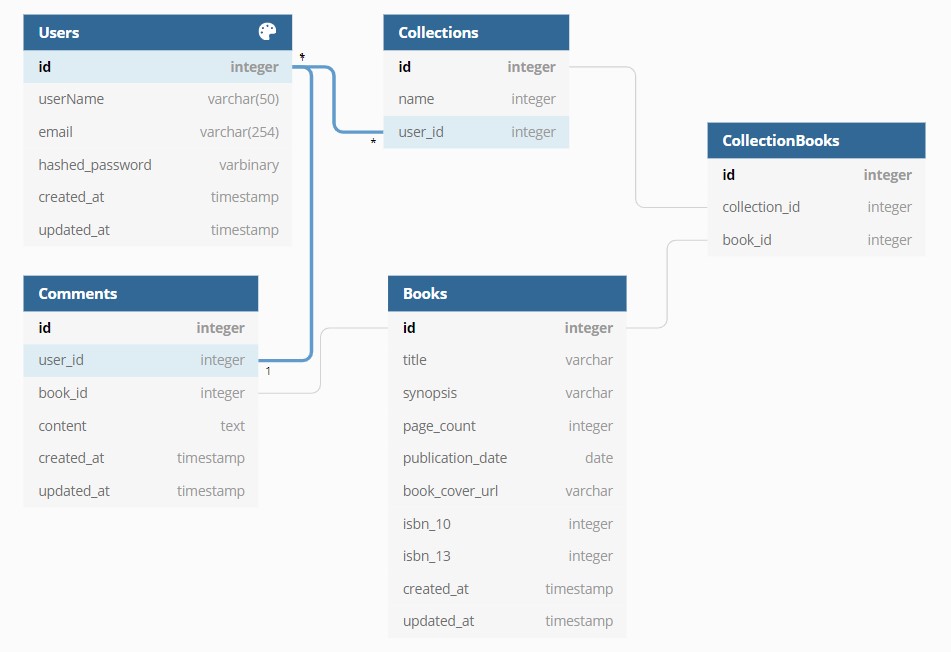 Users
id integer
userName varchar(50)
email varchar(254)
hashed_password varbinary
created_at timestamp
updated_at timestamp
*
Collections
id integer
name integer
user_id integer
*
CollectionBooks
id integer
collection_id integer
book_id integer
Comments
id integer
user_id integer
1
book_id integer
content text
created_at timestamp
updated_at timestamp
Books
id integer
title varchar
synopsis varchar
page_count integer
publication_date date
book_cover_url varchar
isbn_10 integer
isbn_13 integer
created_at timestamp
updated_at timestamp